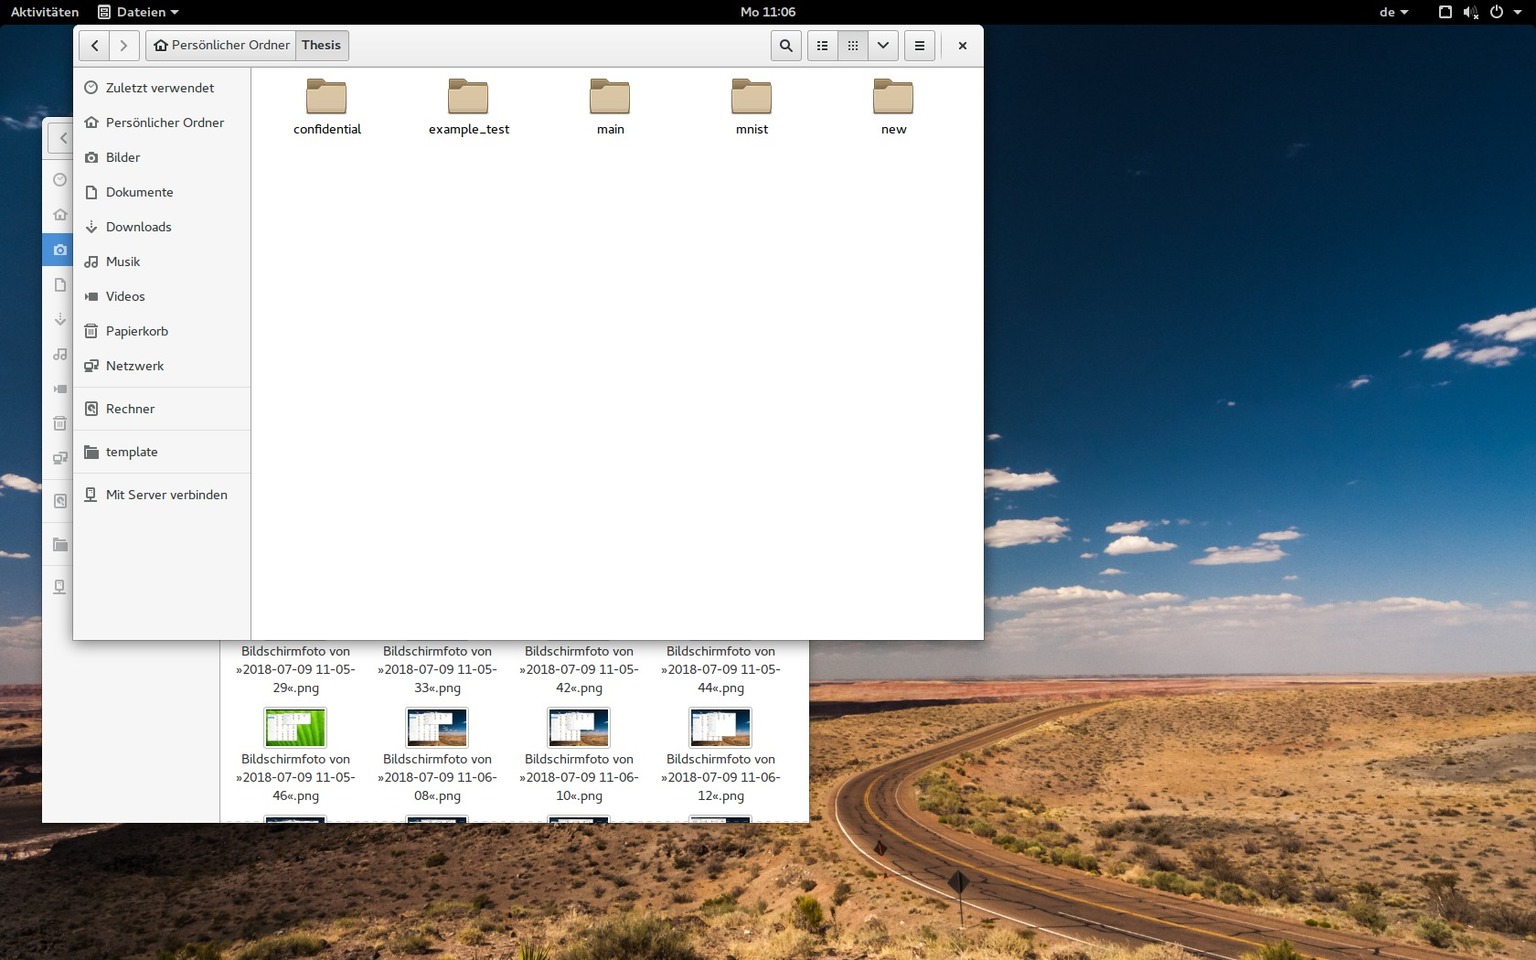 Aktivitäten Dateien Mo 11:06 de
Persönlicher Ordner Thesis
Zuletzt verwendet
Persönlicher Ordner
Bilder
Dokumente
Downloads
Musik
Videos
Papierkorb
Netzwerk
Rechner
template
Mit Server verbinden
confidential example_test main mnist new
Bildschirmfoto von Bildschirmfoto von Bildschirmfoto von Bildschirmfoto von
»2018-07-09 11-05- »2018-07-09 11-05- »2018-07-09 11-05- »2018-07-09 11-05-
29«.png 33«.png 42«.png 44«.png
Bildschirmfoto von Bildschirmfoto von Bildschirmfoto von Bildschirmfoto von
»2018-07-09 11-05- »2018-07-09 11-06- »2018-07-09 11-06- »2018-07-09 11-06-
46«.png 08«.png 10«.png 12«.png